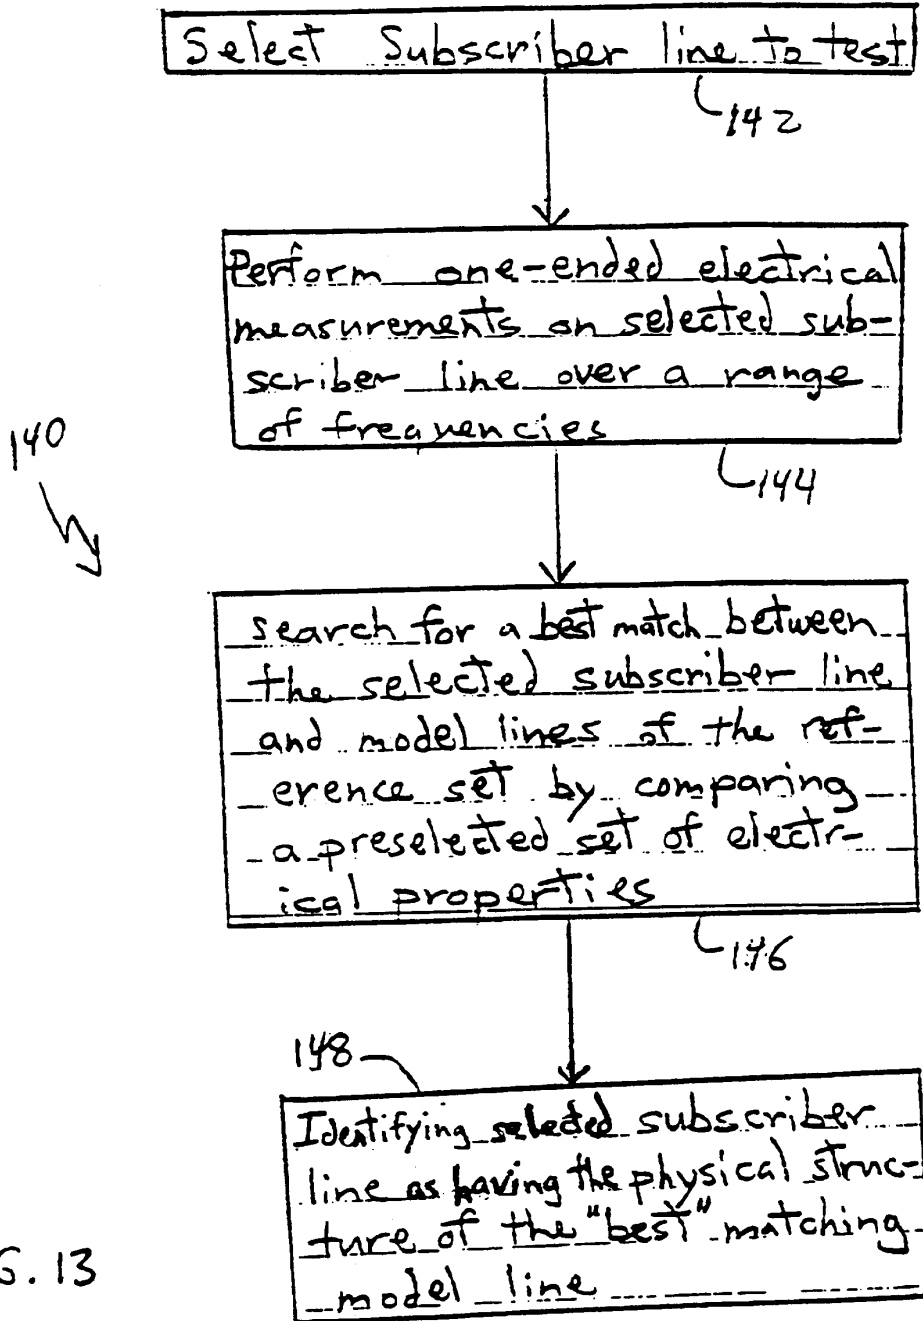 Select Subscriber line to test
142
Perform one-ended electrical
measurements on selected sub-
scriber line over a range
of frequencies
144
140
search for a best match between
the selected subscriber line
and model lines of the ref-
erence set by comparing
a preselected set of electr-
ical properties
146
148
Identifying selected subscriber
line as having the physical struc-
ture of the "best" matching
model line
G. 13